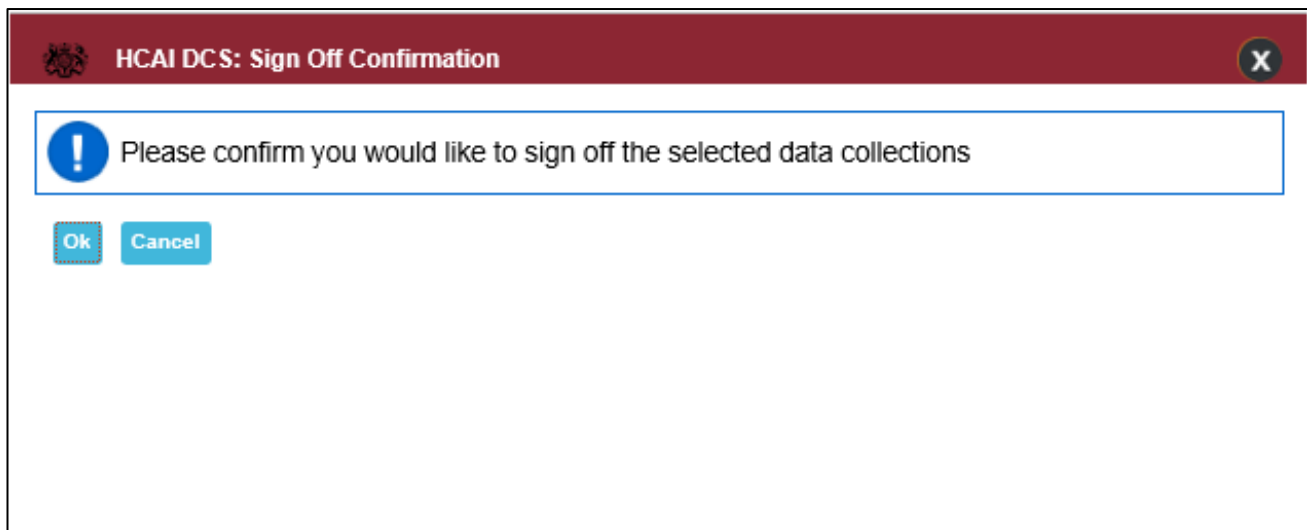 HCAI DCS: Sign Off Confirmation
X
! Please confirm you would like to sign off the selected data collections
Ok Cancel